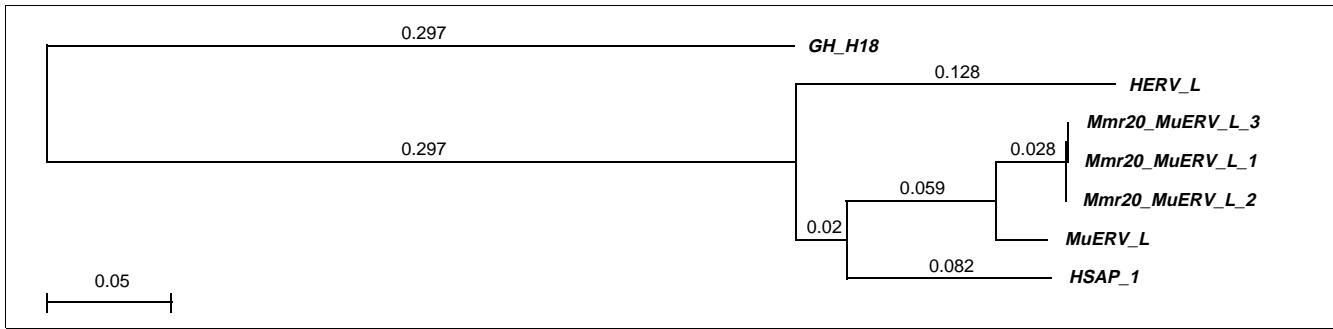 0.297
GH_H18
0.128
HERV_L
Mmr20_MuERV_L_3
0.297
0.028
Mmr20_MuERV_L_1
0.059
Mmr20_MuERV_L_2
0.02
MuERV_L
0.082
HSAP_1
0.05